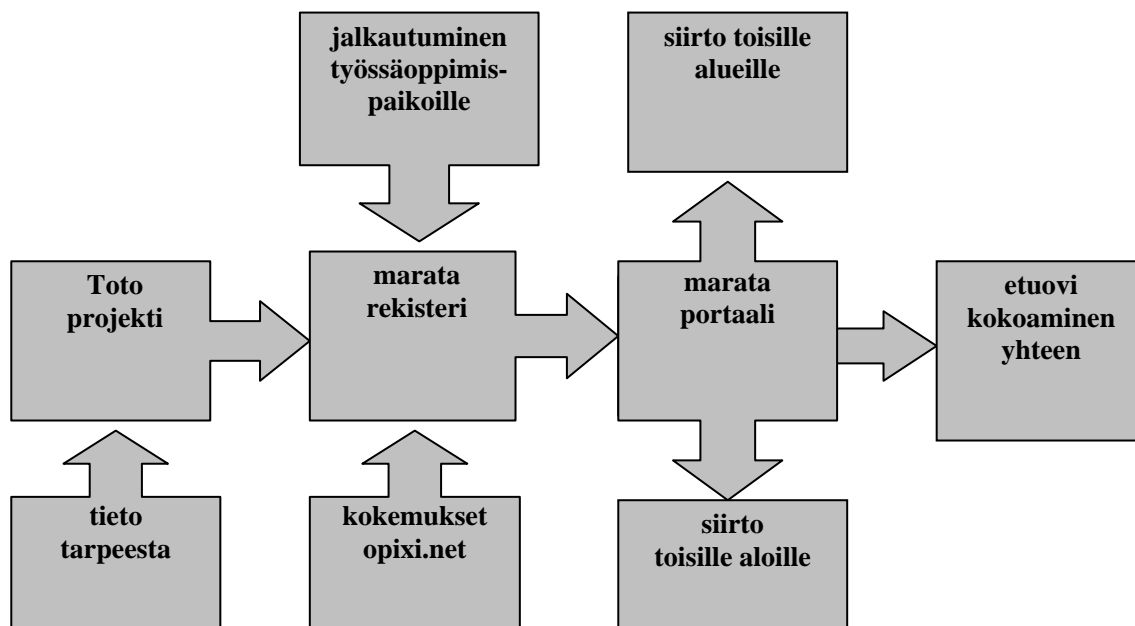 jalkautuminen
työssäoppimis-
paikoille
siirto toisille
alueille
Toto
projekti
marata
rekisteri
marata
portaali
etuovi
kokoaminen
yhteen
tieto
tarpeesta
kokemukset
opixi.net
siirto
toisille aloille